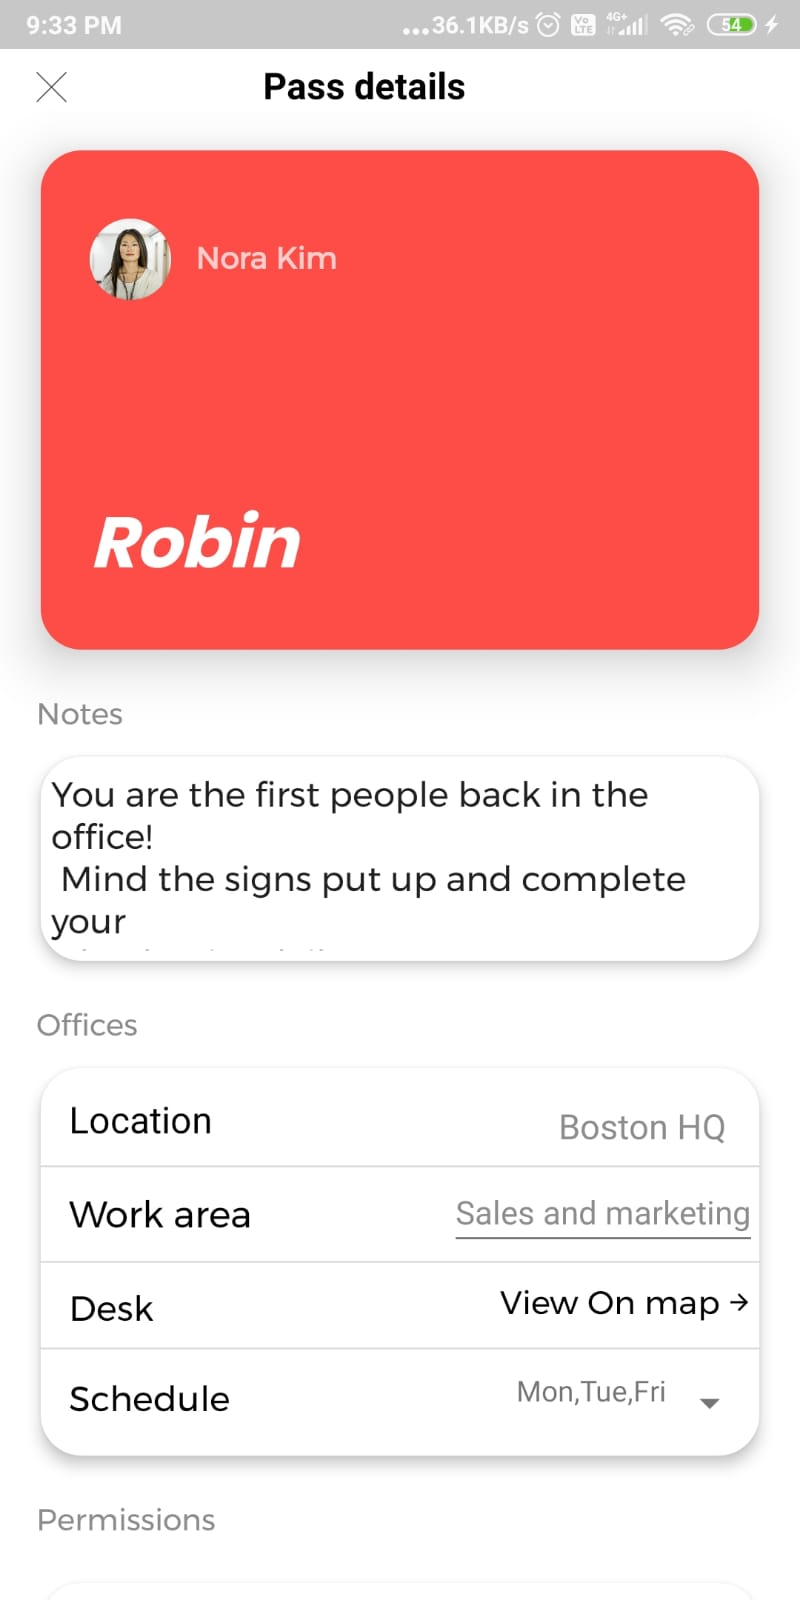 9:33 PM
...36.1KB/s
Vo
LTE
4G+
54
Pass details
Nora Kim
Robin
Notes
You are the first people back in the
office!
Mind the signs put up and complete
your
Offices
Location
Boston HQ
Work area
Sales and marketing
Desk
View On map →
Schedule
Mon,Tue,Fri
Permissions